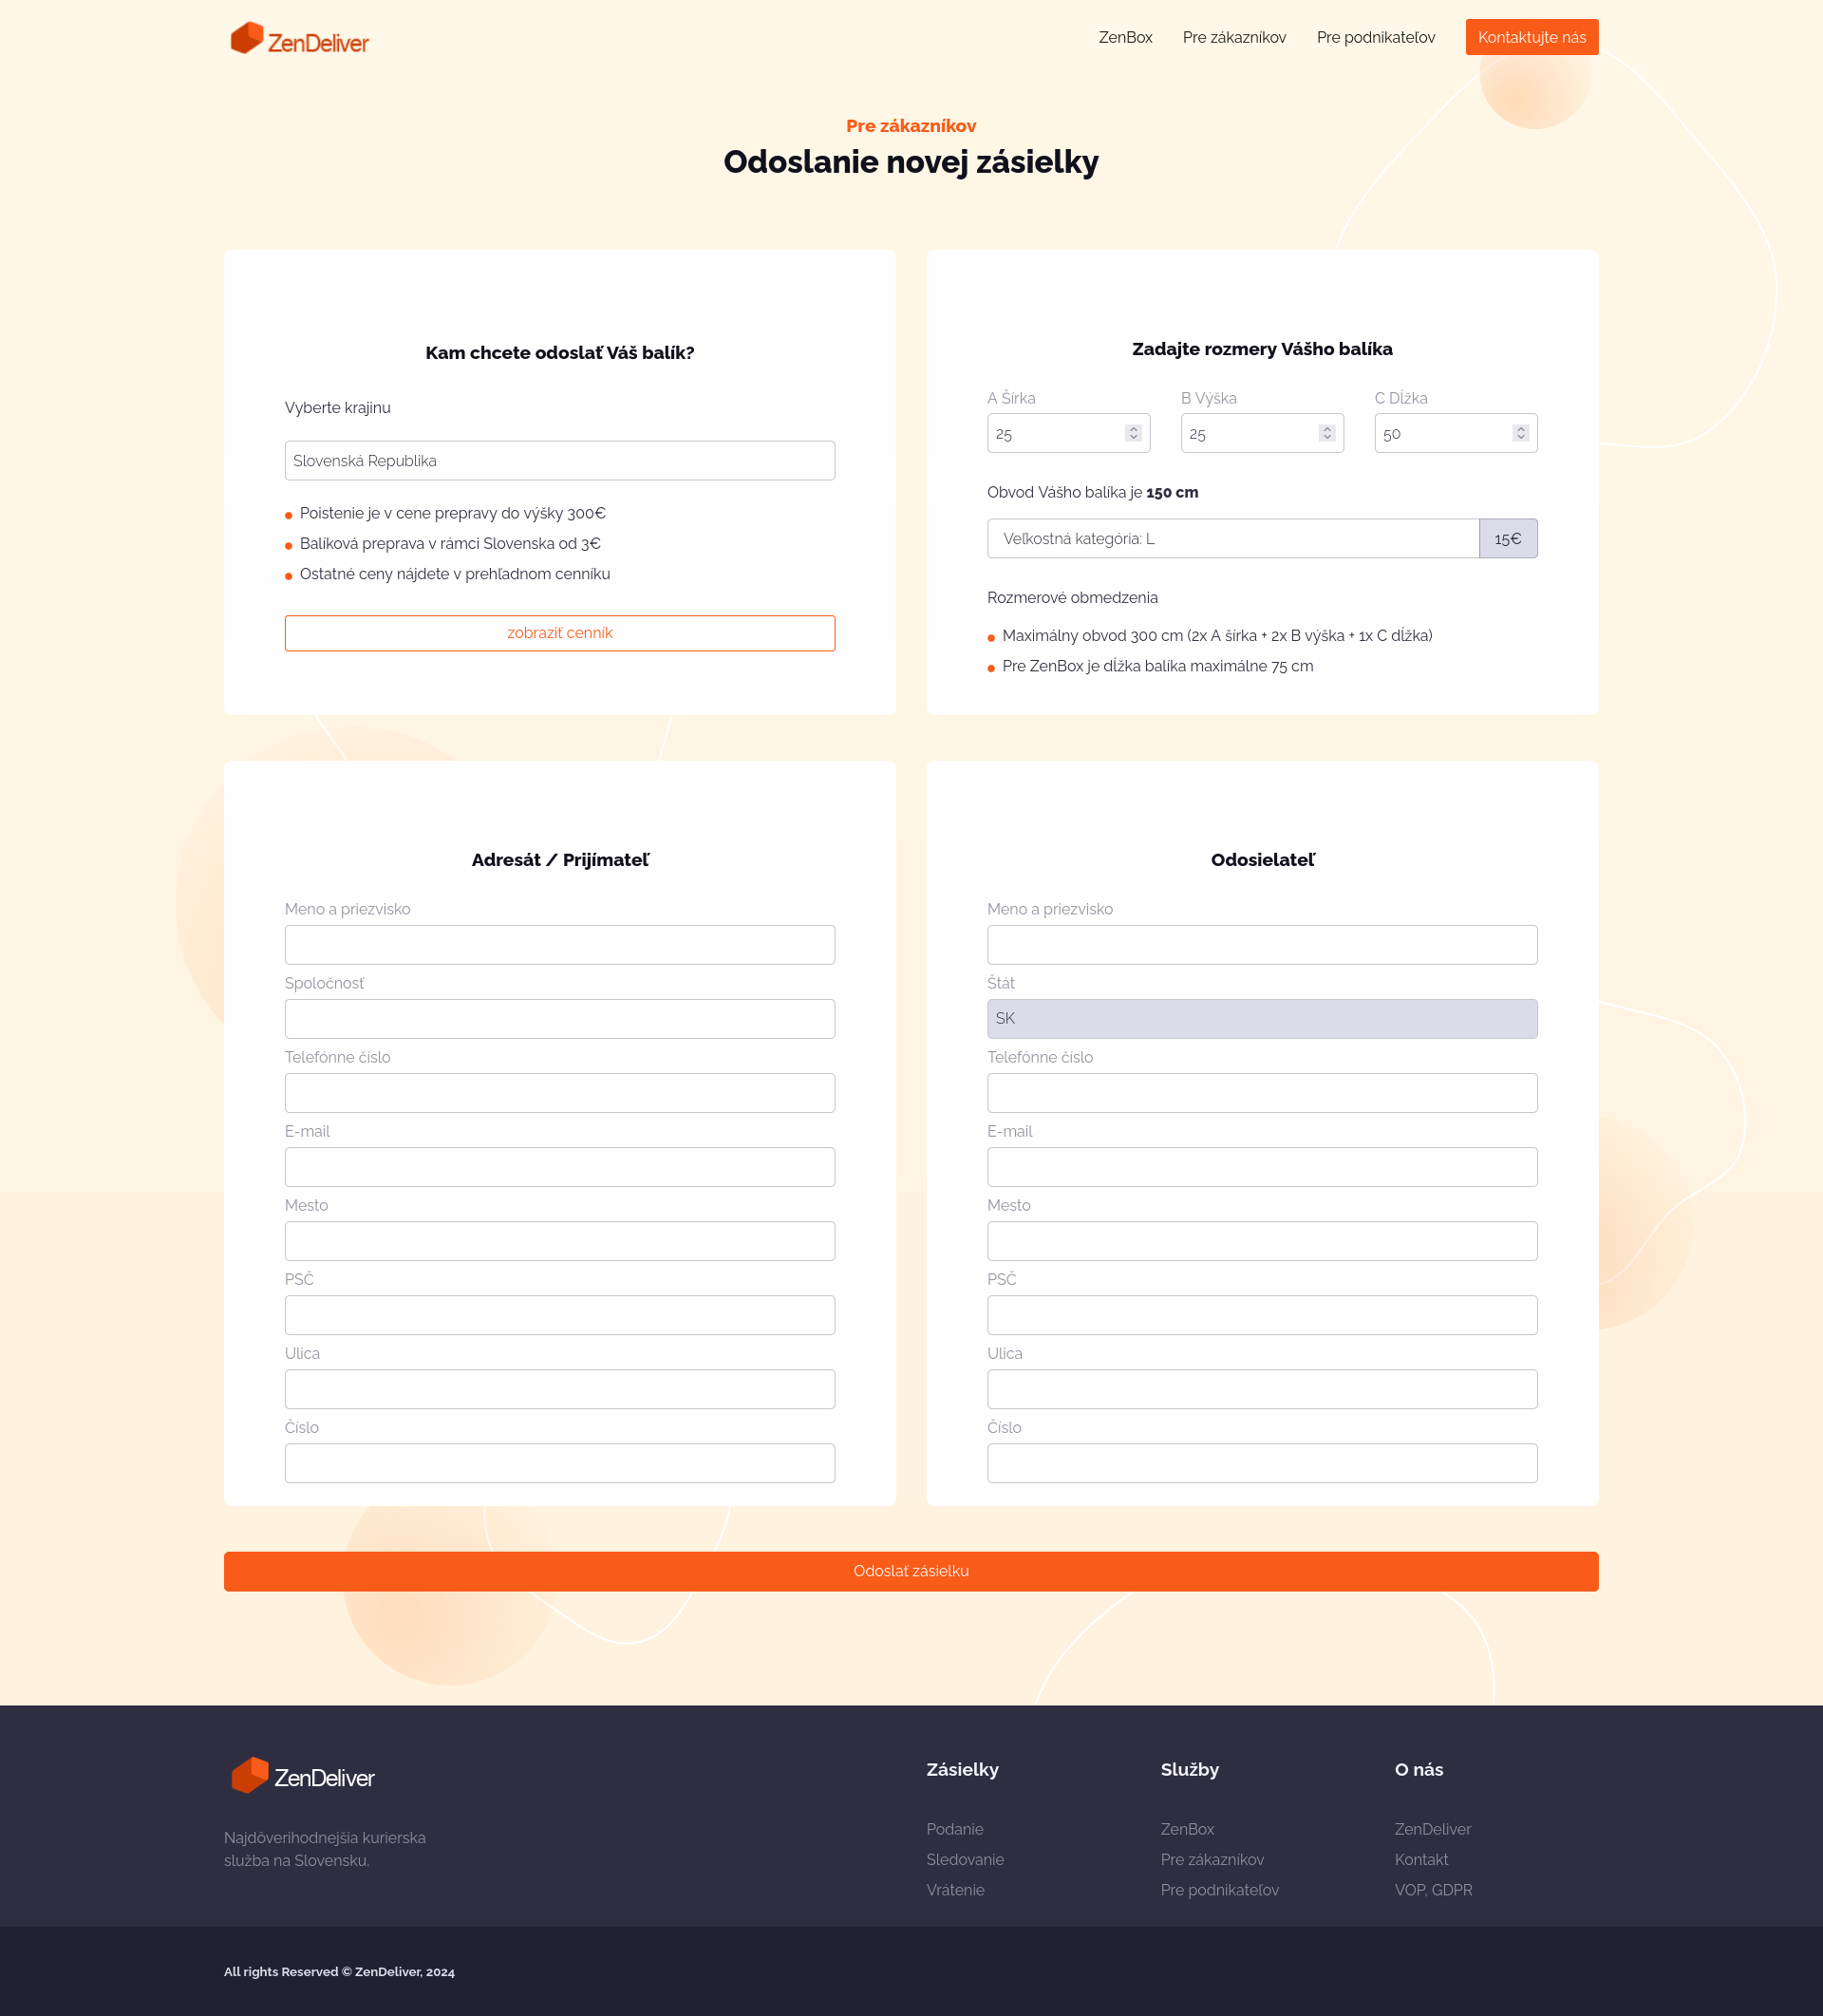 ZenDeliver
ZenBox
Pre zákazníkov
Pre podnikateľov
Kontaktujte nás
Pre zákazníkov
Odoslanie novej zásielky
Kam chcete odoslať Váš balík?
Vyberte krajinu
Slovenská Republika
Poistenie je v cene prepravy do výšky 300€
Balíková preprava v rámci Slovenska od 3€
Ostatné ceny nájdete v prehľadnom cenníku
zobraziť cenník
Zadajte rozmery Vášho balíka
A Šírka
B Výška
C Dĺžka
25
25
50
Obvod Vášho balíka je 150 cm
Veľkostná kategória: L
15€
Rozmerové obmedzenia
Maximálny obvod 300 cm (2x A šírka + 2x B výška + 1x C dĺžka)
Pre ZenBox je dĺžka balíka maximálne 75 cm
Adresát / Prijímateľ
Meno a priezvisko
Spoločnosť
Telefónne číslo
E-mail
Mesto
PSČ
Ulica
Číslo
Odosielateľ
Meno a priezvisko
Štát
SK
Telefónne číslo
E-mail
Mesto
PSČ
Ulica
Číslo
Odoslať zásielku
ZenDeliver
Najdôverihodnejšia kurierska
služba na Slovensku.
Zásielky
Podanie
Sledovanie
Vrátenie
Služby
ZenBox
Pre zákazníkov
Pre podnikateľov
O nás
ZenDeliver
Kontakt
VOP, GDPR
All rights Reserved © ZenDeliver, 2024